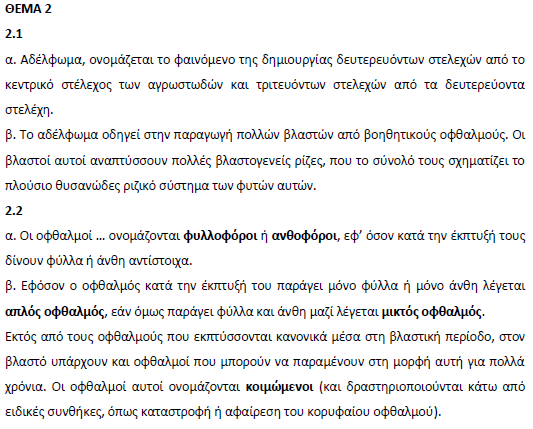 ΘΕΜΑ 2
2.1
α. Αδέλφωμα, ονομάζεται το φαινόμενο της δημιουργίας δευτερευόντων στελεχών από το
κεντρικό στέλεχος των αγρωστωδών και τριτευόντων στελεχών από τα δευτερεύοντα
στελέχη.
β. Το αδέλφωμα οδηγεί στην παραγωγή πολλών βλαστών από βοηθητικούς οφθαλμούς. Οι
βλαστοί αυτοί αναπτύσσουν πολλές βλαστογενείς ρίζες, που το σύνολό τους σχηματίζει το
πλούσιο θυσανώδες ριζικό σύστημα των φυτών αυτών.
2.2
α. Οι οφθαλμοί ... ονομάζονται φυλλοφόροι ή ανθοφόροι, εφ’ όσον κατά την έκπτυξή τους
δίνουν φύλλα ή άνθη αντίστοιχα.
β. Εφόσον ο οφθαλμός κατά την έκπτυξή του παράγει μόνο φύλλα ή μόνο άνθη λέγεται
απλός οφθαλμός, εάν όμως παράγει φύλλα και άνθη μαζί λέγεται μικτός οφθαλμός.
Εκτός από τους οφθαλμούς που εκπτύσσονται κανονικά μέσα στη βλαστική περίοδο, στον
βλαστό υπάρχουν και οφθαλμοί που μπορούν να παραμένουν στη μορφή αυτή για πολλά
χρόνια. Οι οφθαλμοί αυτοί ονομάζονται κοιμώμενοι (και δραστηριοποιούνται κάτω από
ειδικές συνθήκες, όπως καταστροφή ή αφαίρεση του κορυφαίου οφθαλμού).